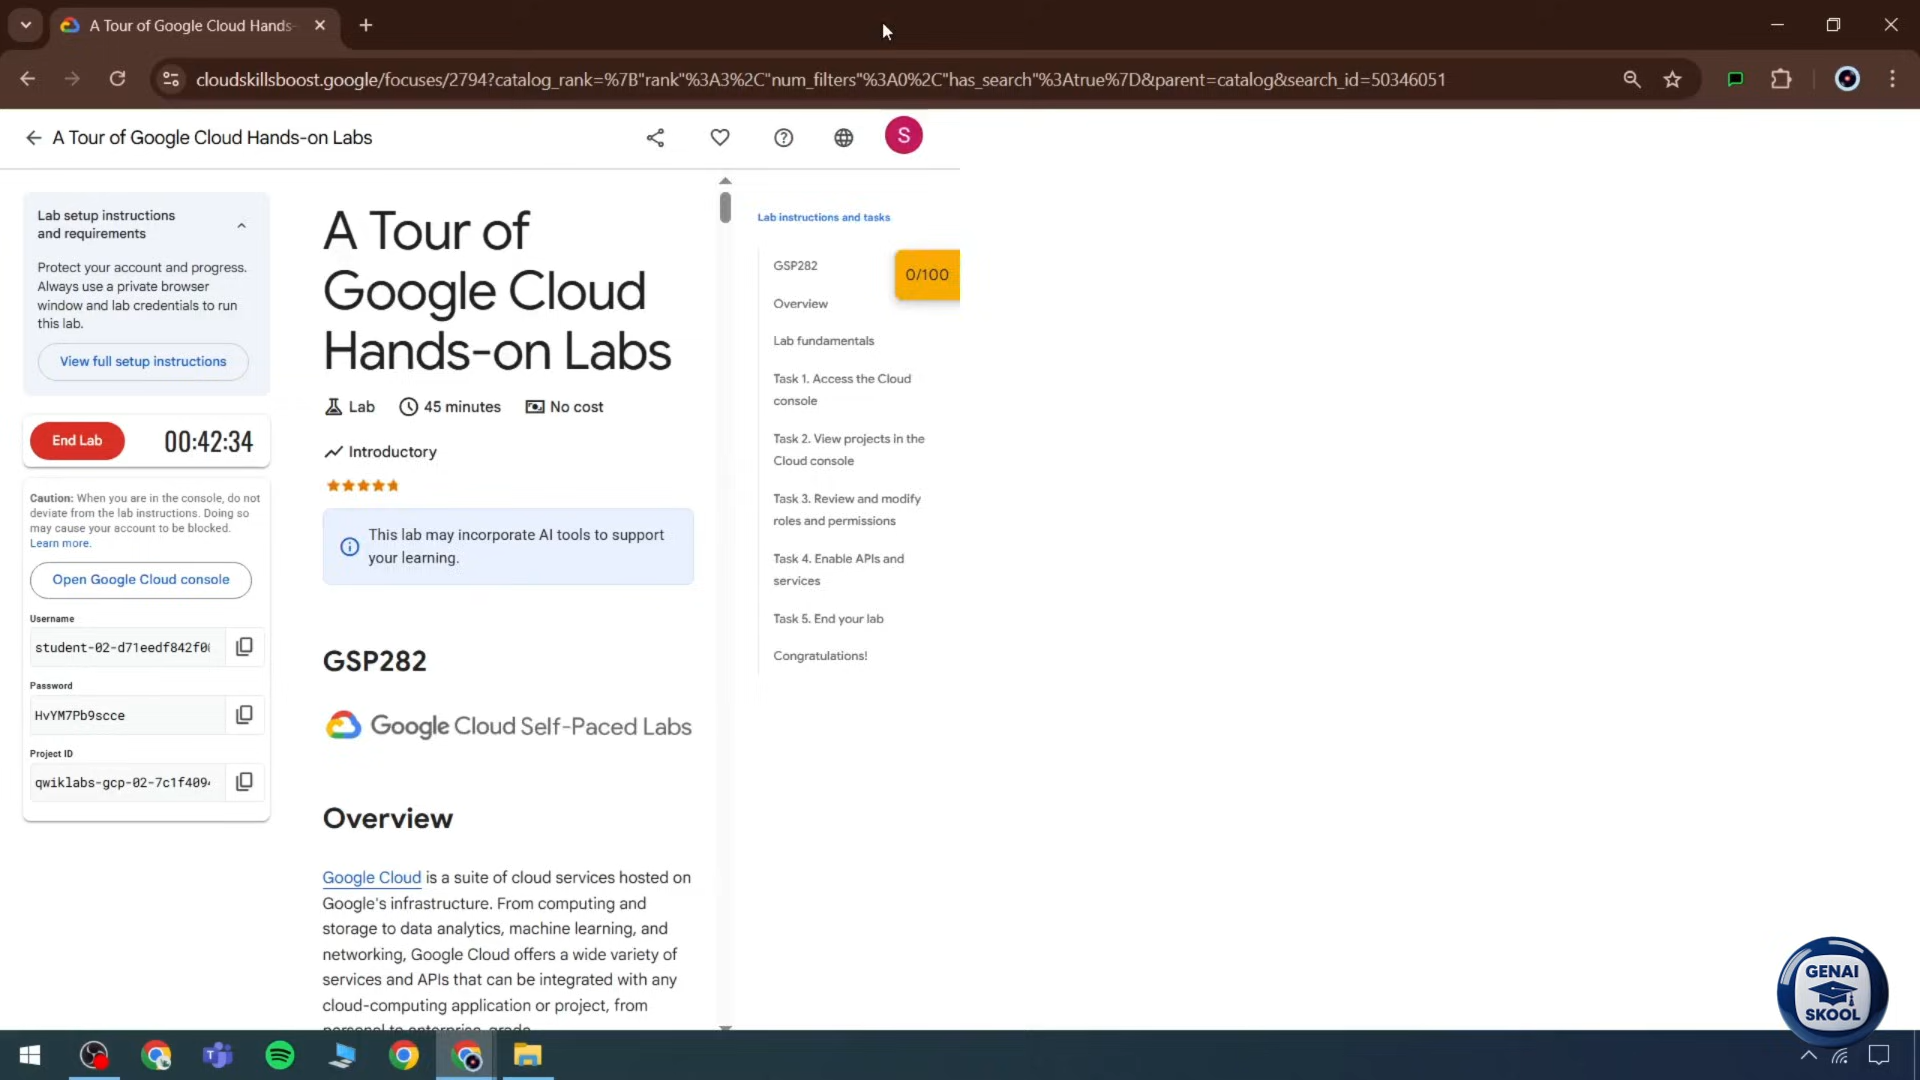 A Tour of Google Cloud Hands-
cloudskillsboost.google/focuses/2794?catalog_rank=%7B"rank"%3A3%2C"num_filters"%3A0%2C"has_search"%3Atrue%7D&parent=catalog&search_id=50346051
A Tour of Google Cloud Hands-on Labs
S
Lab setup instructions
and requirements
Protect your account and progress.
Always use a private browser
window and lab credentials to run
this lab.
View full setup instructions
End Lab
00:42:34
Caution: When you are in the console, do not
deviate from the lab instructions. Doing so
may cause your account to be blocked.
Learn more.
Open Google Cloud console
Username
student-02-d71eedf842f0
Password
HvYM7Pb9scce
Project ID
qwiklabs-gcp-02-7c1f409
A Tour of
Google Cloud
Hands-on Labs
Lab
45 minutes
No cost
Introductory
This lab may incorporate AI tools to support
your learning.
GSP282
Google Cloud Self-Paced Labs
Overview
Google Cloud is a suite of cloud services hosted on
Google's infrastructure. From computing and
storage to data analytics, machine learning, and
networking, Google Cloud offers a wide variety of
services and APIs that can be integrated with any
cloud-computing application or project, from
personal to enterprise-grade.
Lab instructions and tasks
GSP282
0/100
Overview
Lab fundamentals
Task 1. Access the Cloud
console
Task 2. View projects in the
Cloud console
Task 3. Review and modify
roles and permissions
Task 4. Enable APIs and
services
Task 5. End your lab
Congratulations!
GENAI
SKOOL